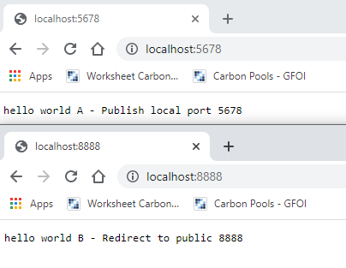 localhost:5678
localhost:5678
Apps Worksheet Carbon... Carbon Pools - GFOI
hello world A - Publish local port 5678
localhost:8888
localhost:8888
Apps Worksheet Carbon... Carbon Pools - GFOI
hello world B - Redirect to public 8888